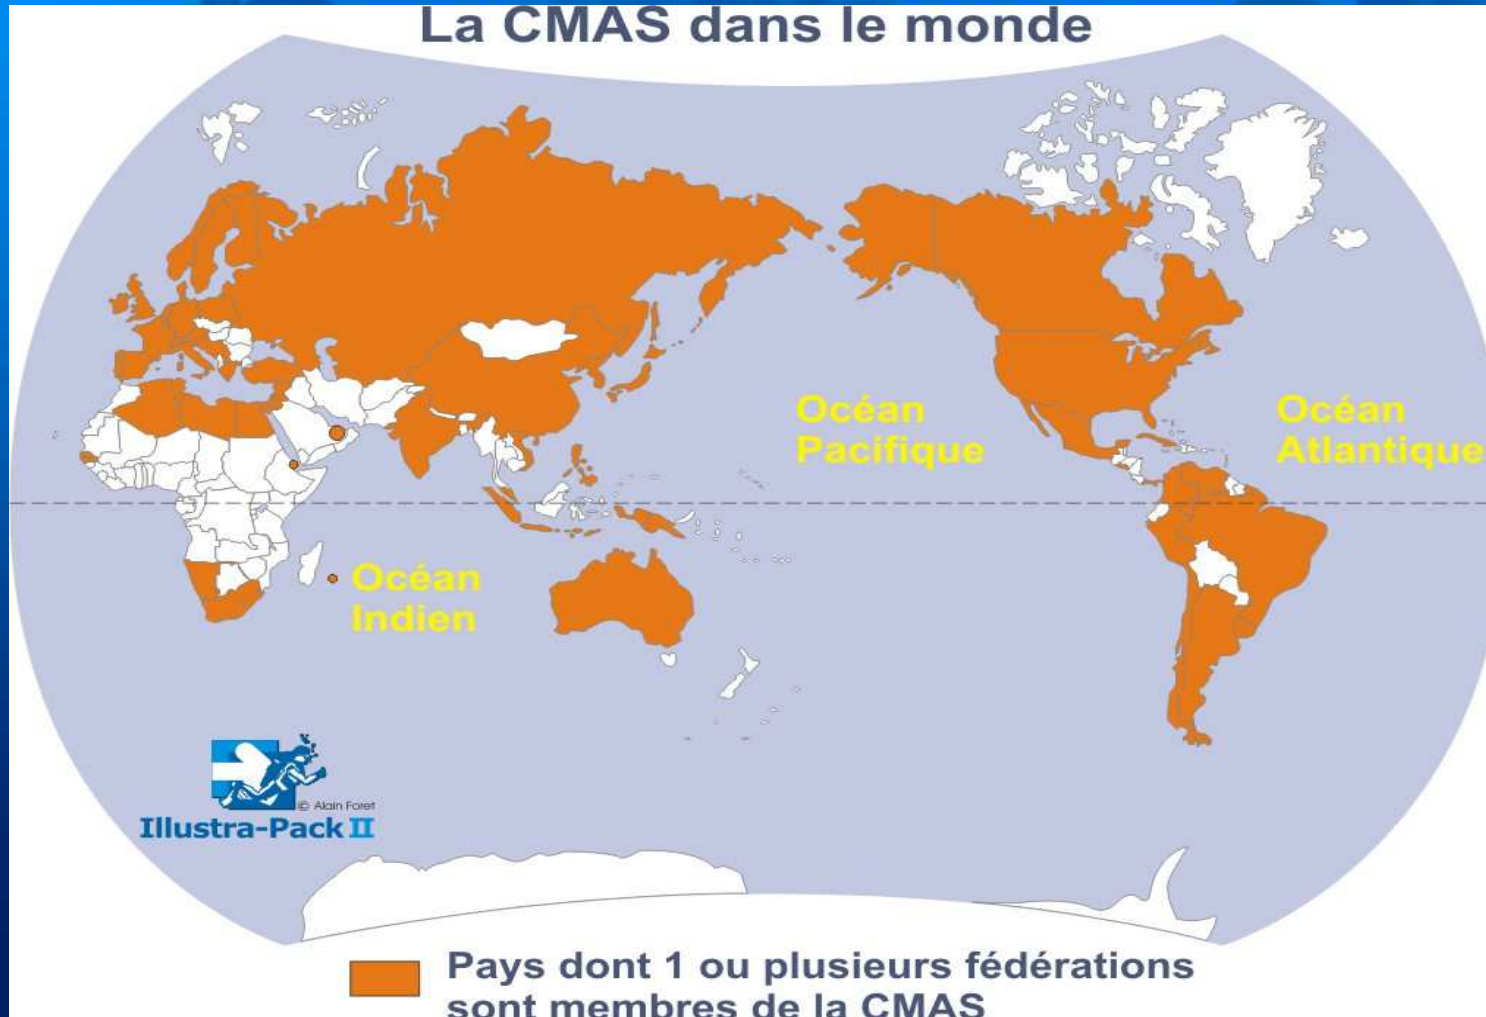 La CMAS dans le monde
Océan
Pacifique
Océan
Atlantique
Océan
Indien
© Alain Foret
Illustra-Pack II
Pays dont 1 ou plusieurs fédérations
sont membres de la CMAS